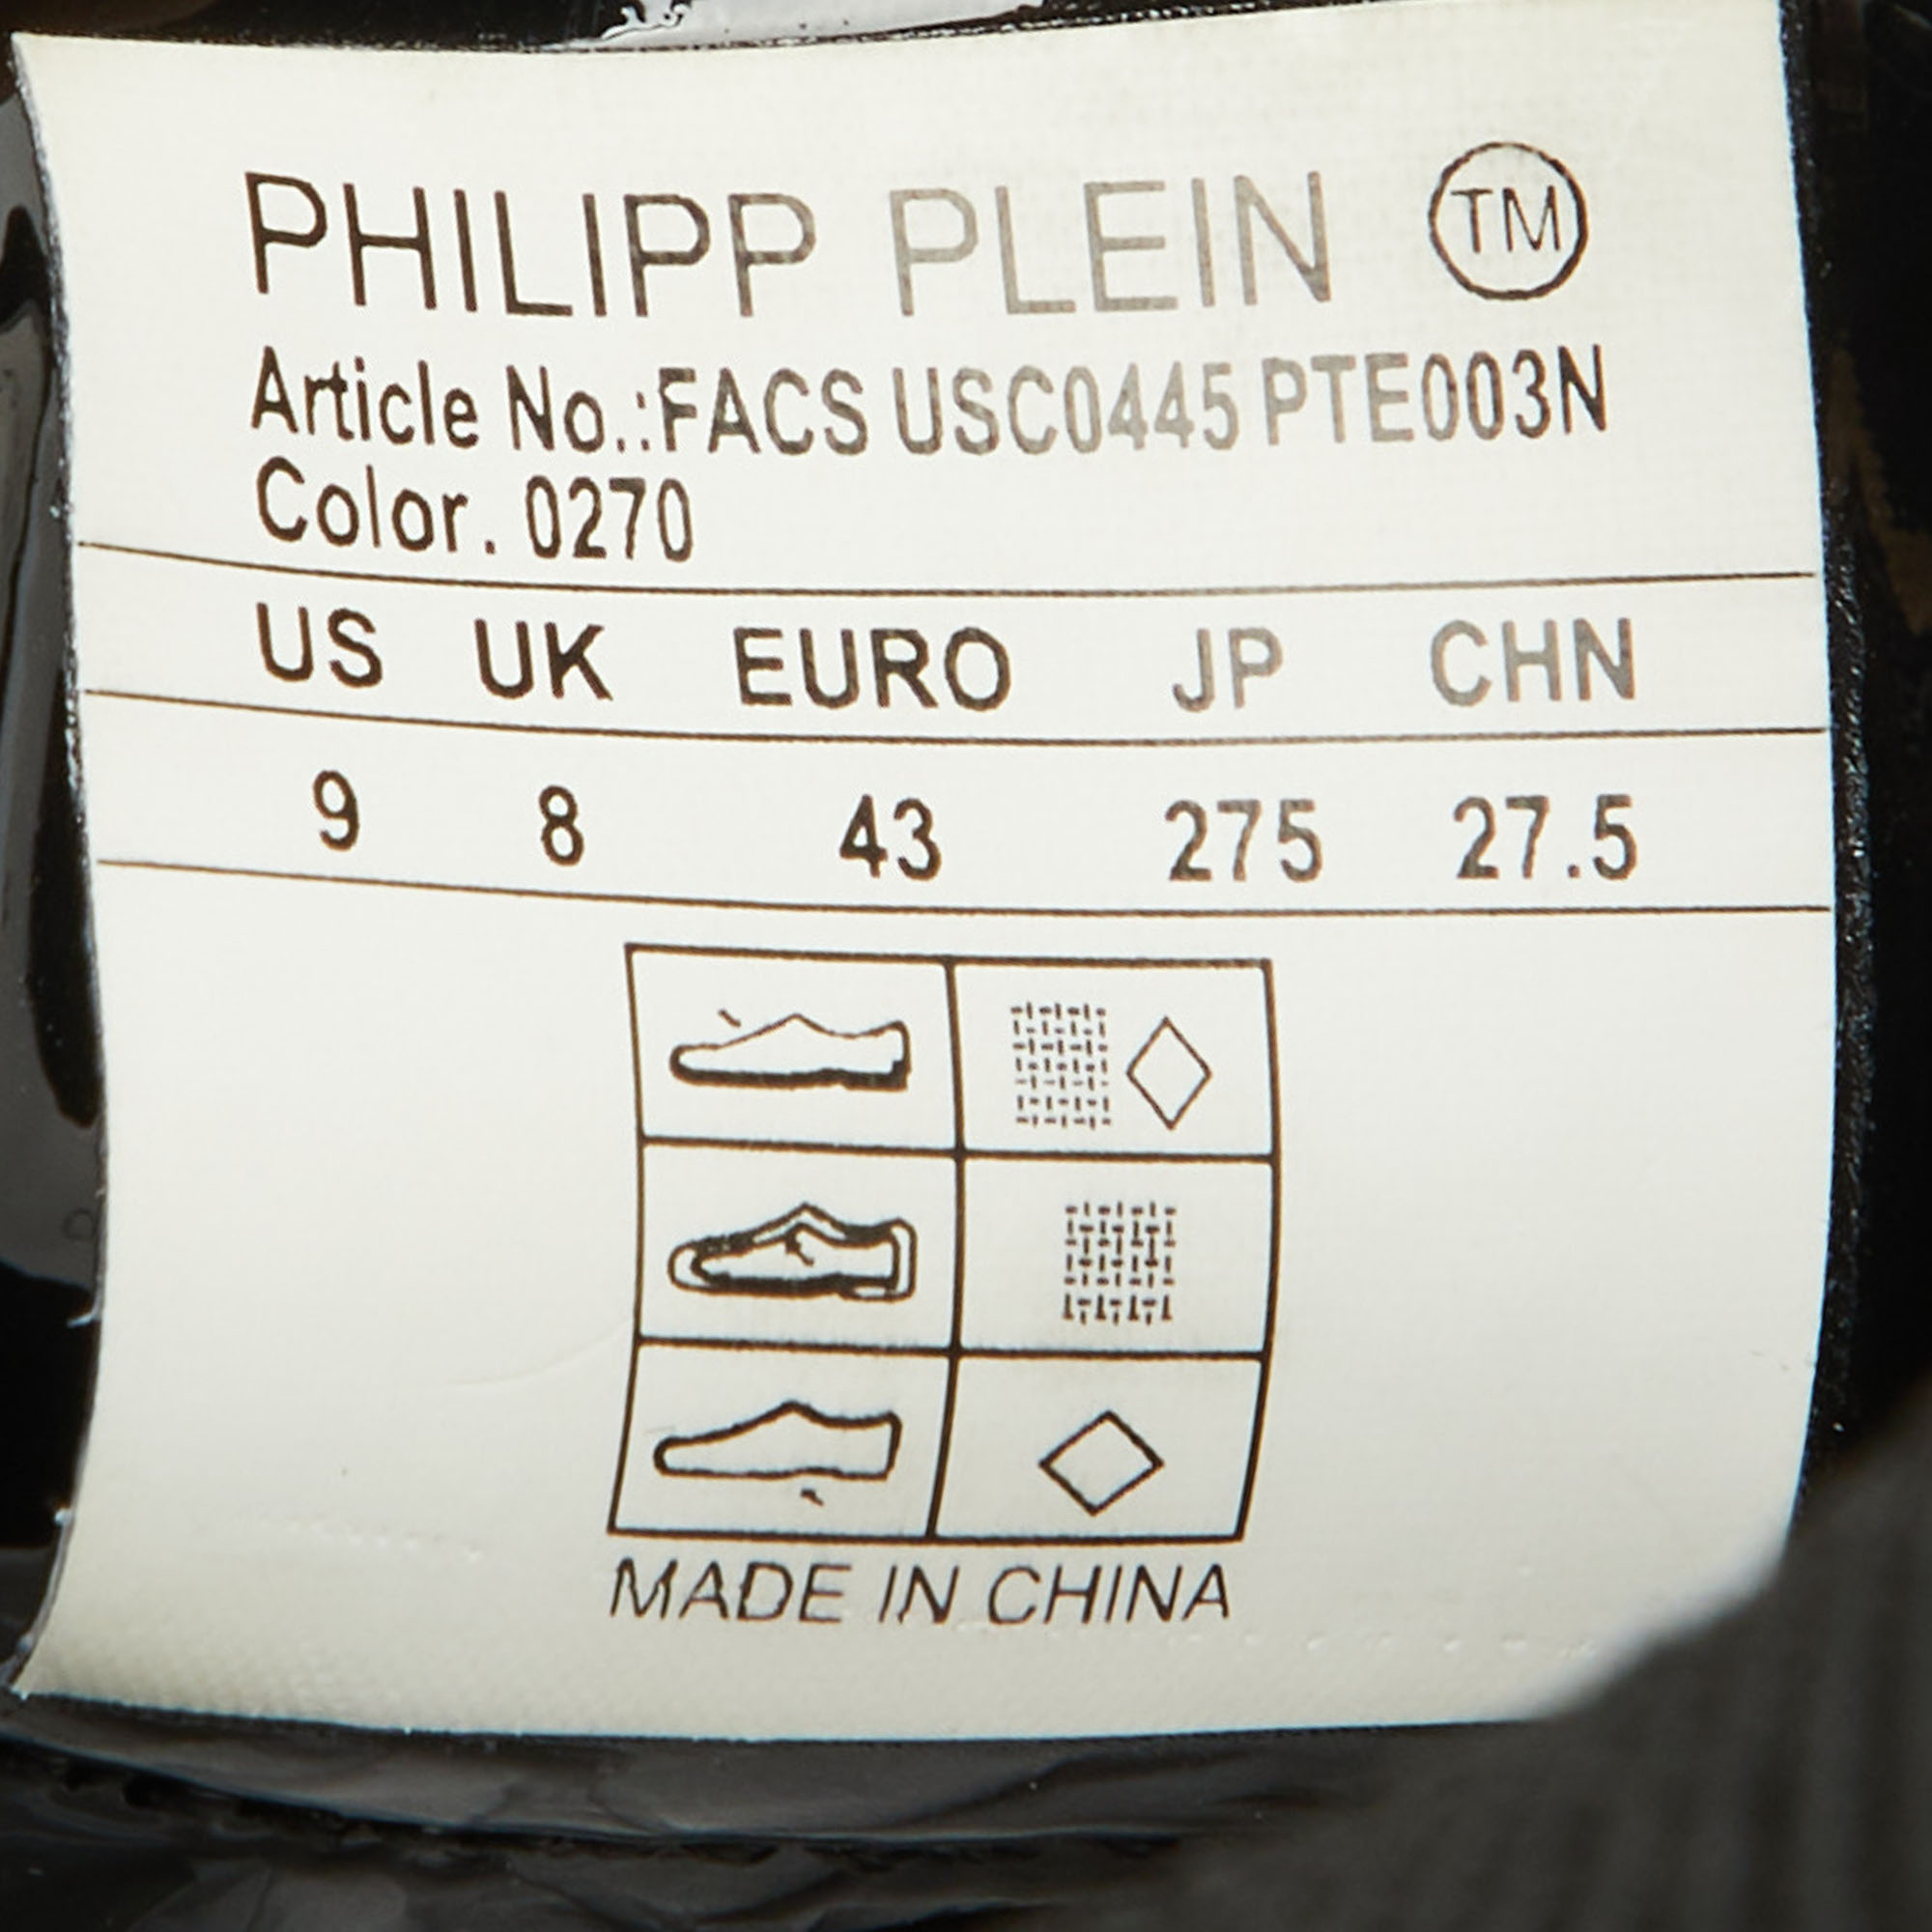 PHILIPP PLEIN TM
Article No.:FACS USC0445 PTE003N
Color. 0270
US UK EURO JP CHN
9 8 43 275 27.5
MADE IN CHINA